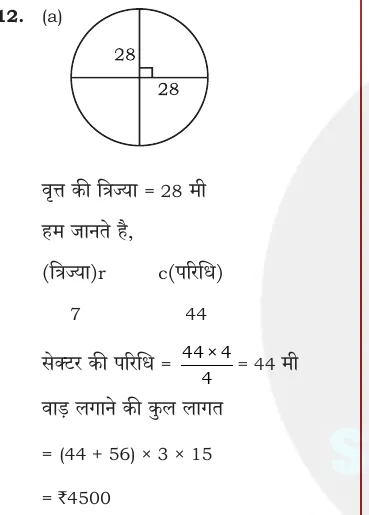 12. (a)
28
28
वृत्त की त्रिज्या = 28 मी
हम जानते है,
(त्रिज्या)r c(परिधि)
7 44
सेक्टर की परिधि = 44 × 4 / 4 = 44 मी
वाड़ लगाने की कुल लागत
= (44 + 56) × 3 × 15
= ₹4500